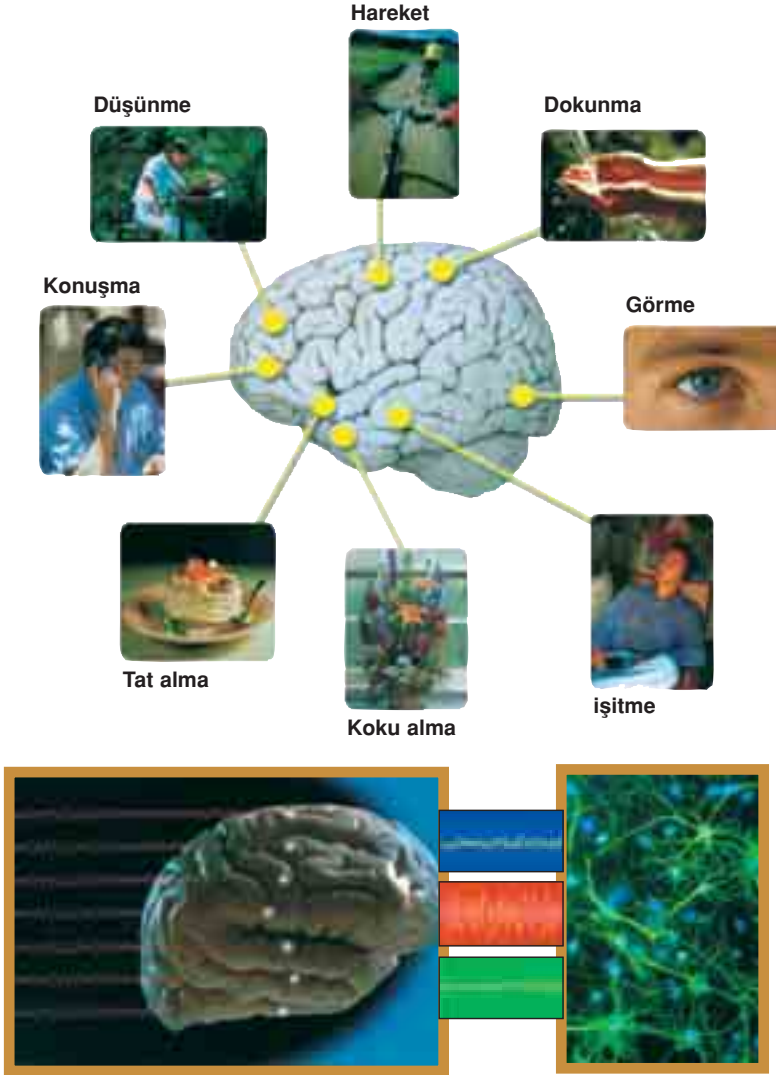 Hareket
Düşünme
Dokunma
Konuşma
Görme
Tat alma
Koku alma
işitme